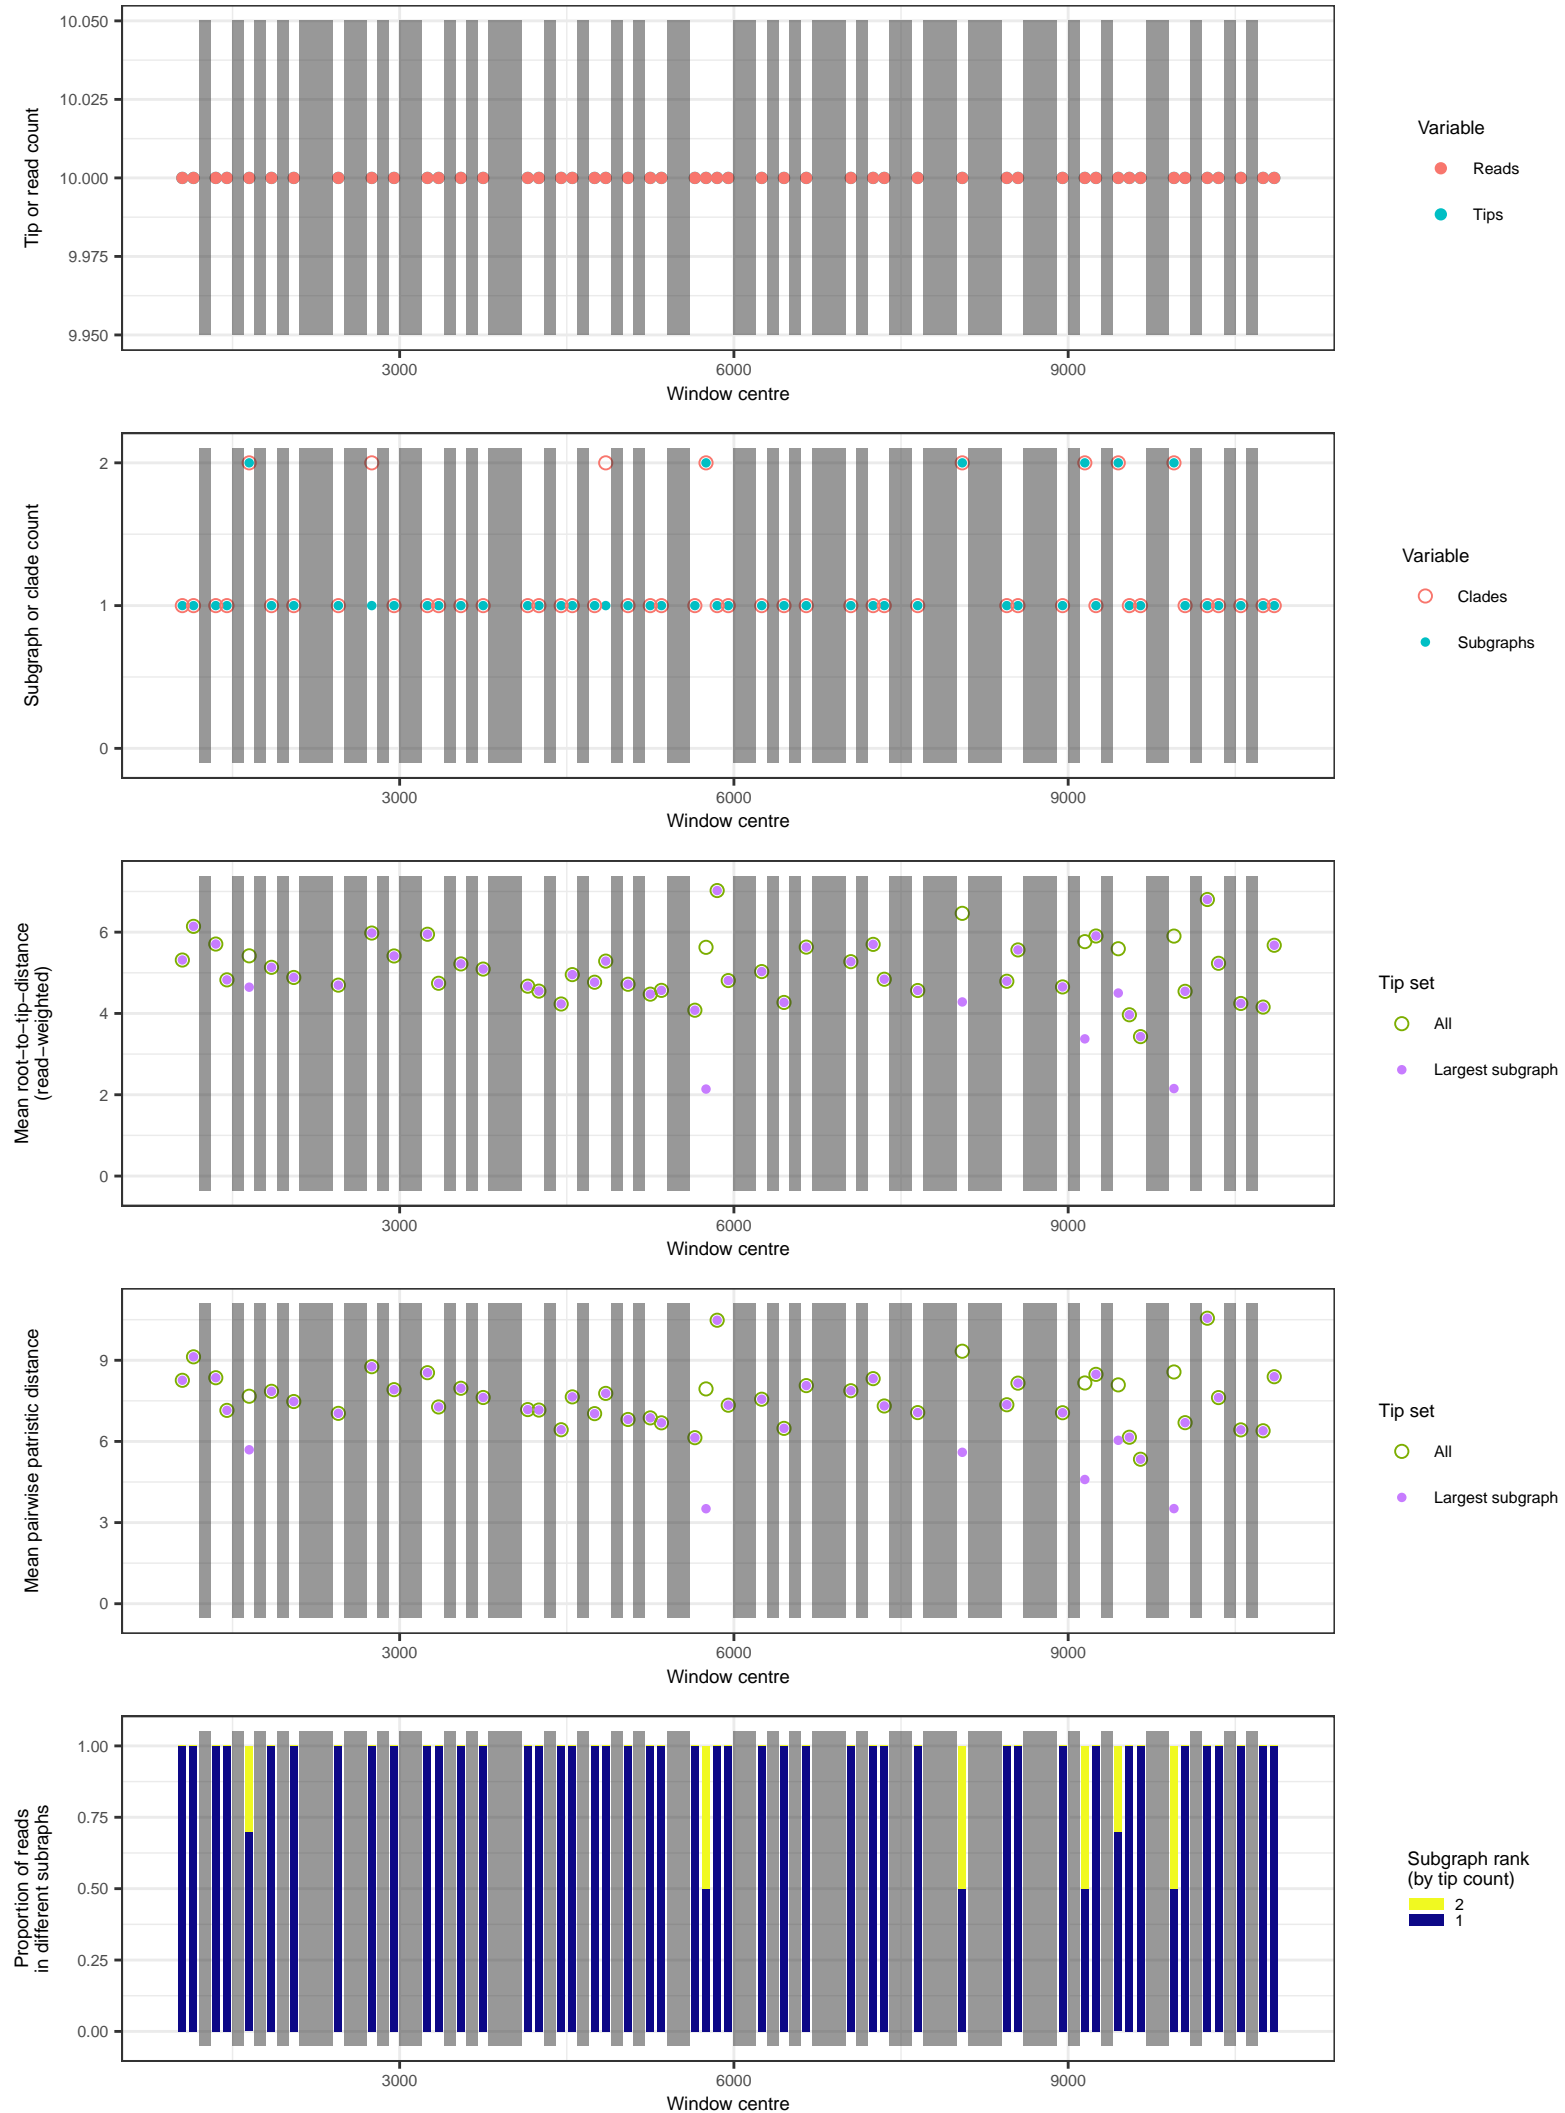 10.050
10.025
10.000
9.975
9.950
Tip or read count
3000
6000
9000
Window centre
Variable
Reads
Tips
2
1
0
Subgraph or clade count
3000
6000
9000
Window centre
Variable
Clades
Subgraphs
6
4
2
0
Mean root−to−tip−distance
(read−weighted)
3000
6000
9000
Window centre
Tip set
All
Largest subgraph
9
6
3
0
Mean pairwise patristic distance
3000
6000
9000
Window centre
Tip set
All
Largest subgraph
1.00
0.75
0.50
0.25
0.00
Proportion of reads
in different subraphs
3000
6000
9000
Window centre
Subgraph rank
(by tip count)
2
1